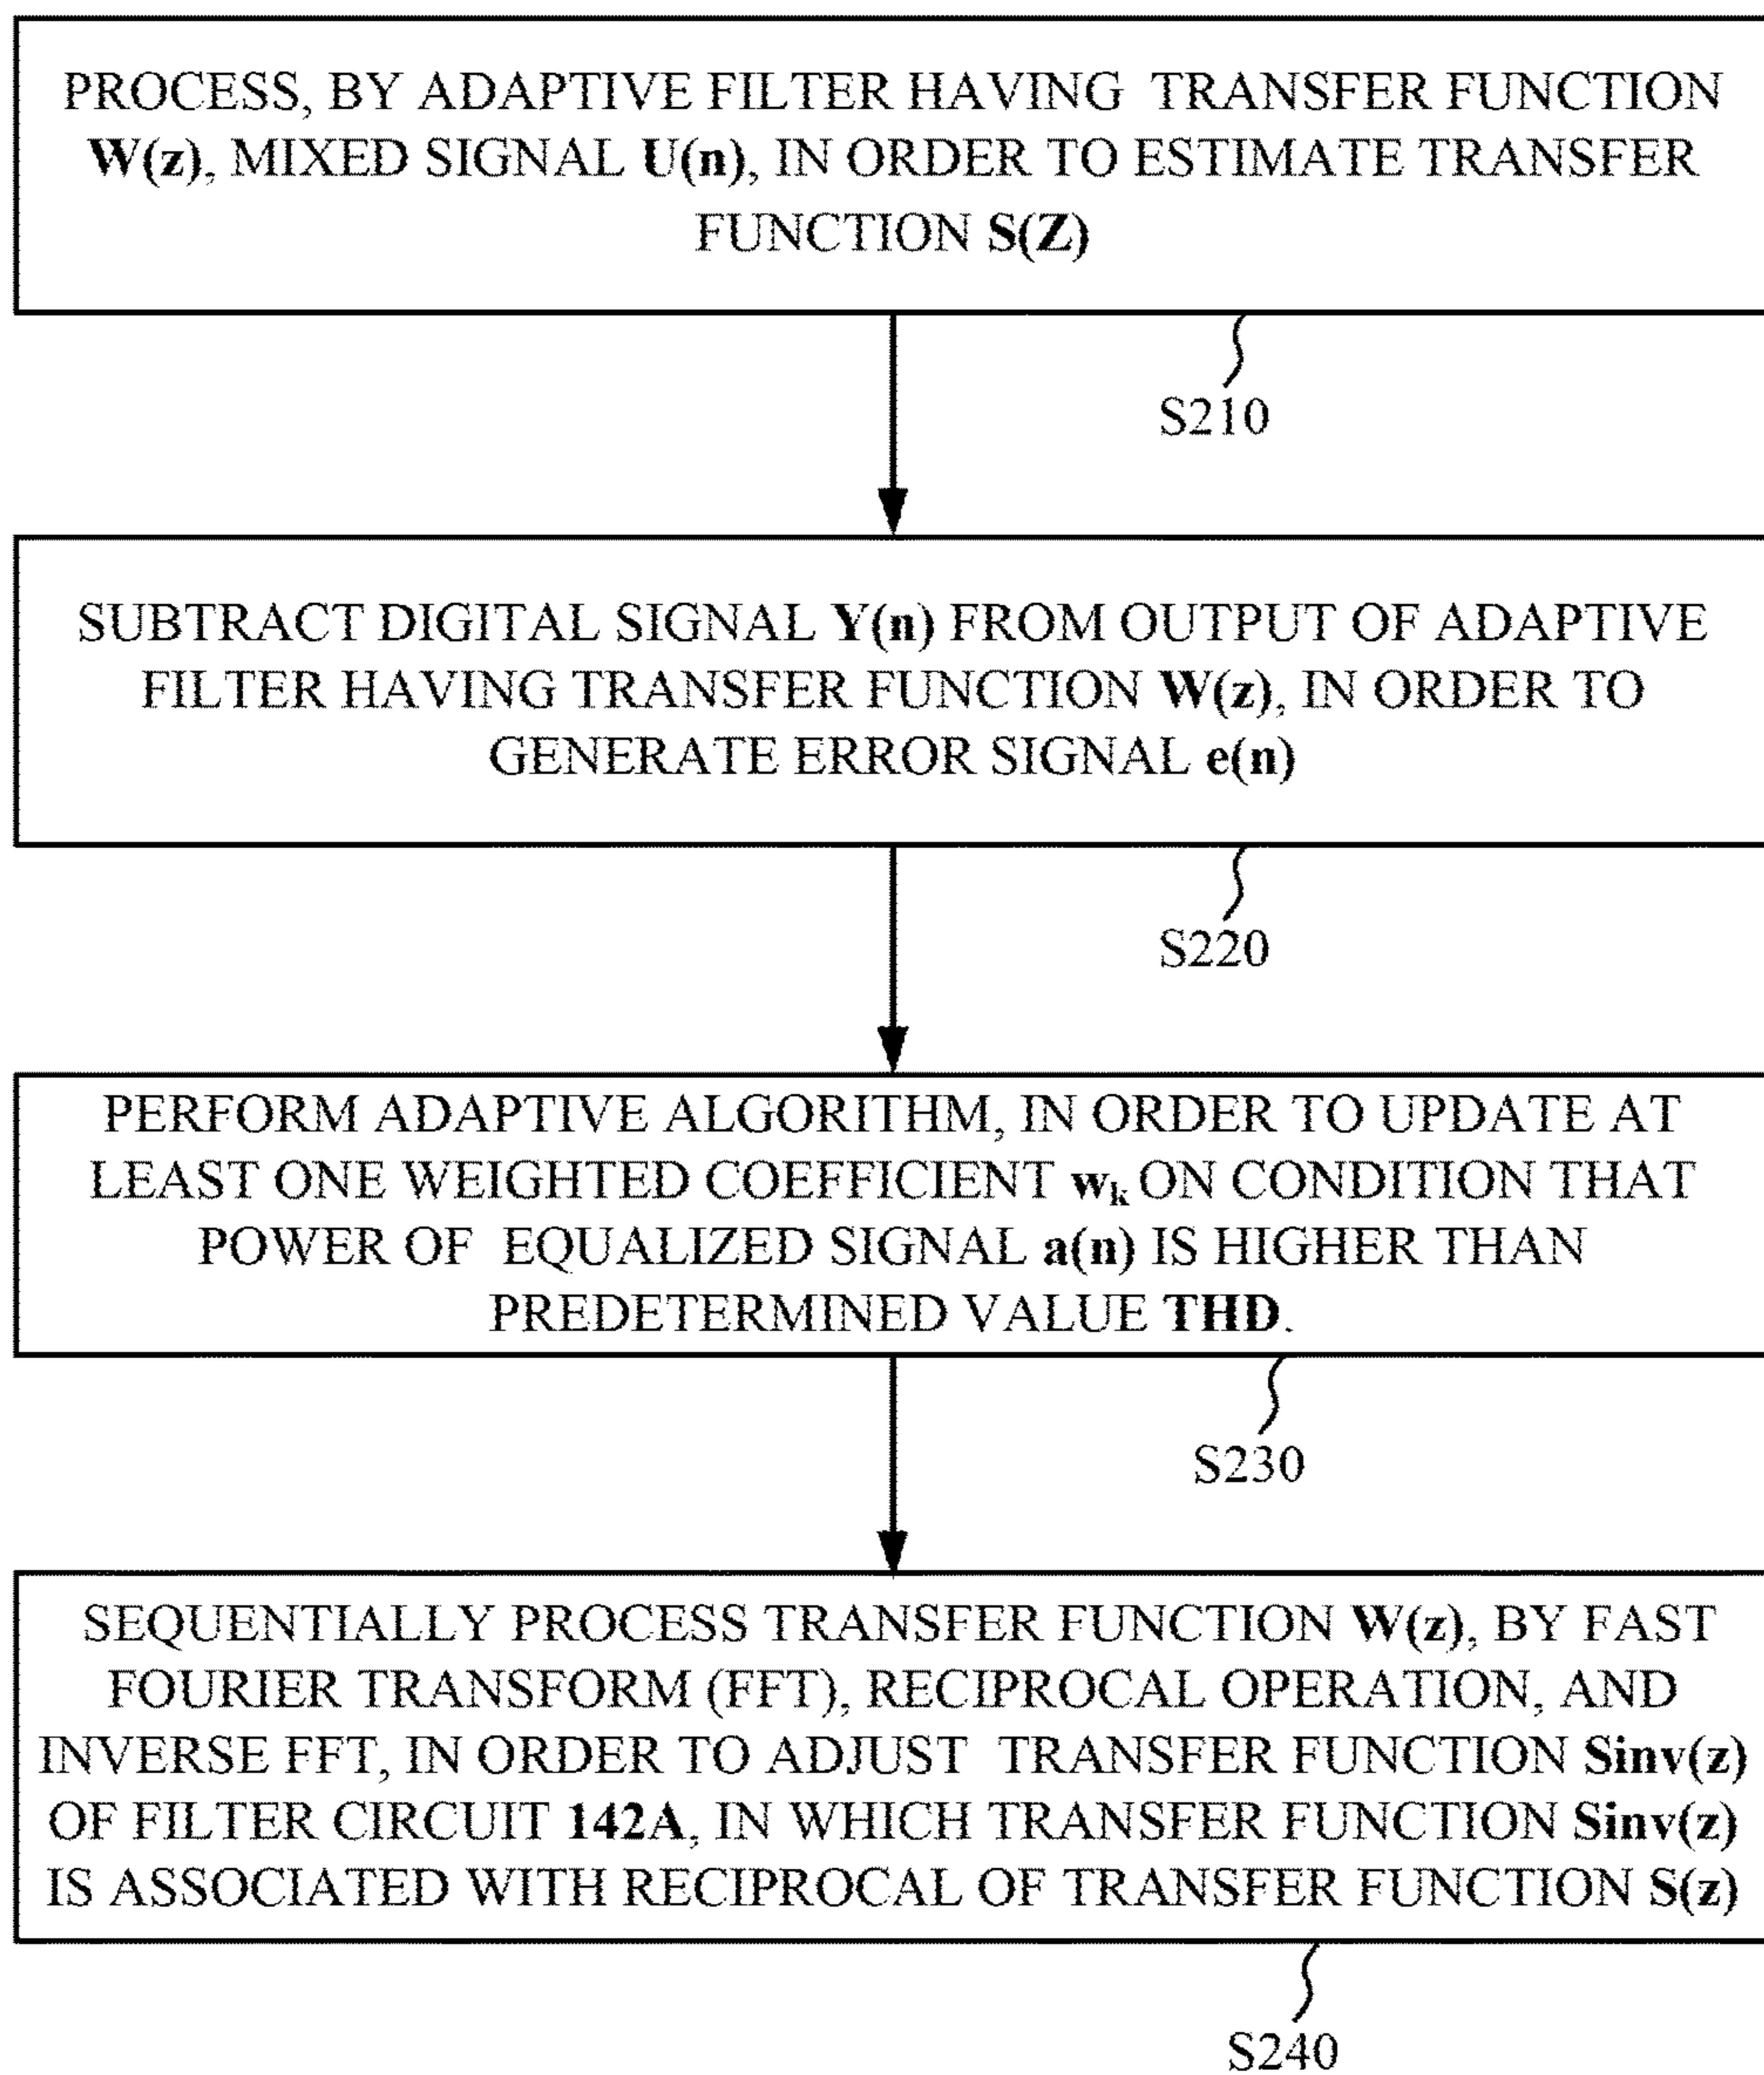 PROCESS, BY ADAPTIVE FILTER HAVING TRANSFER FUNCTION
W(z), MIXED SIGNAL U(n), IN ORDER TO ESTIMATE TRANSFER
FUNCTION S(Z)
S210
SUBTRACT DIGITAL SIGNAL Y(n) FROM OUTPUT OF ADAPTIVE
FILTER HAVING TRANSFER FUNCTION W(z), IN ORDER TO
GENERATE ERROR SIGNAL e(n)
S220
PERFORM ADAPTIVE ALGORITHM, IN ORDER TO UPDATE AT
LEAST ONE WEIGHTED COEFFICIENT wk ON CONDITION THAT
POWER OF EQUALIZED SIGNAL a(n) IS HIGHER THAN
PREDETERMINED VALUE THD.
S230
SEQUENTIALLY PROCESS TRANSFER FUNCTION W(z), BY FAST
FOURIER TRANSFORM (FFT), RECIPROCAL OPERATION, AND
INVERSE FFT, IN ORDER TO ADJUST TRANSFER FUNCTION Sinv(z)
OF FILTER CIRCUIT 142A, IN WHICH TRANSFER FUNCTION Sinv(z)
IS ASSOCIATED WITH RECIPROCAL OF TRANSFER FUNCTION S(z)
S240